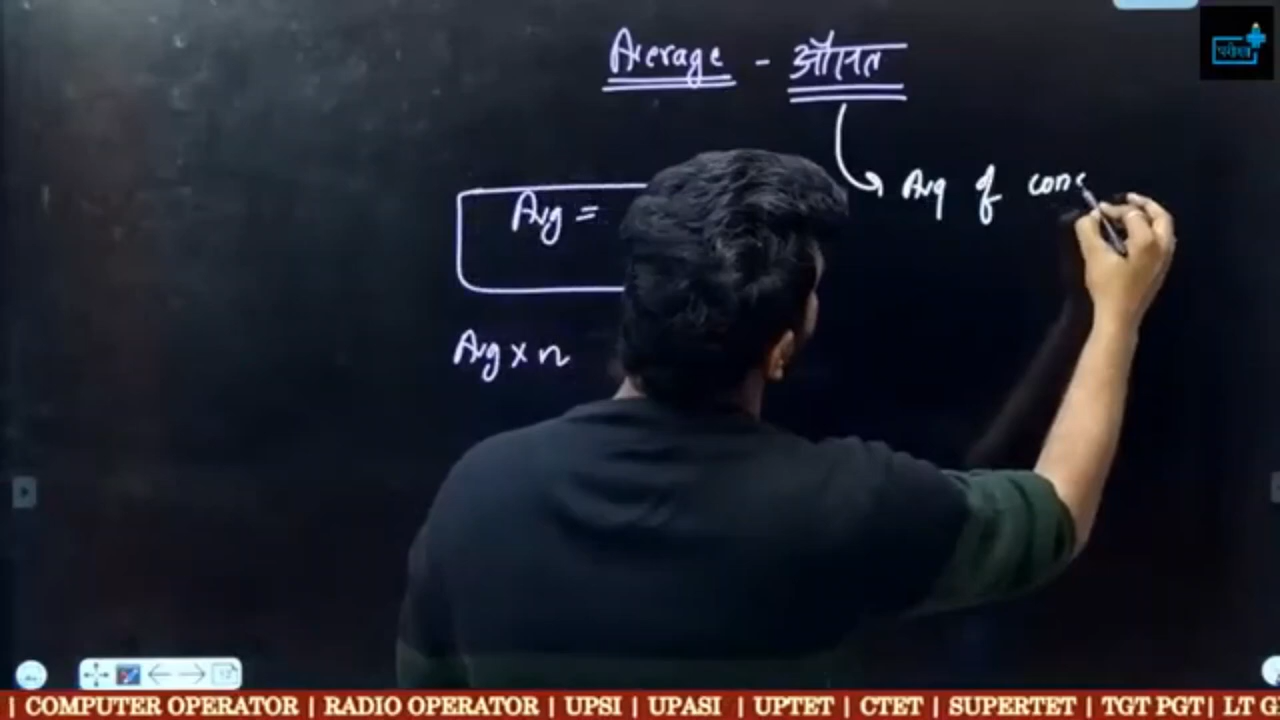 Average - औसत
Avg of cons
Avg =
Avg x n
परीक्षा
| COMPUTER OPERATOR | RADIO OPERATOR | UPSI | UPASI | UPTET | CTET | SUPERTET | TGT PGT | LT G